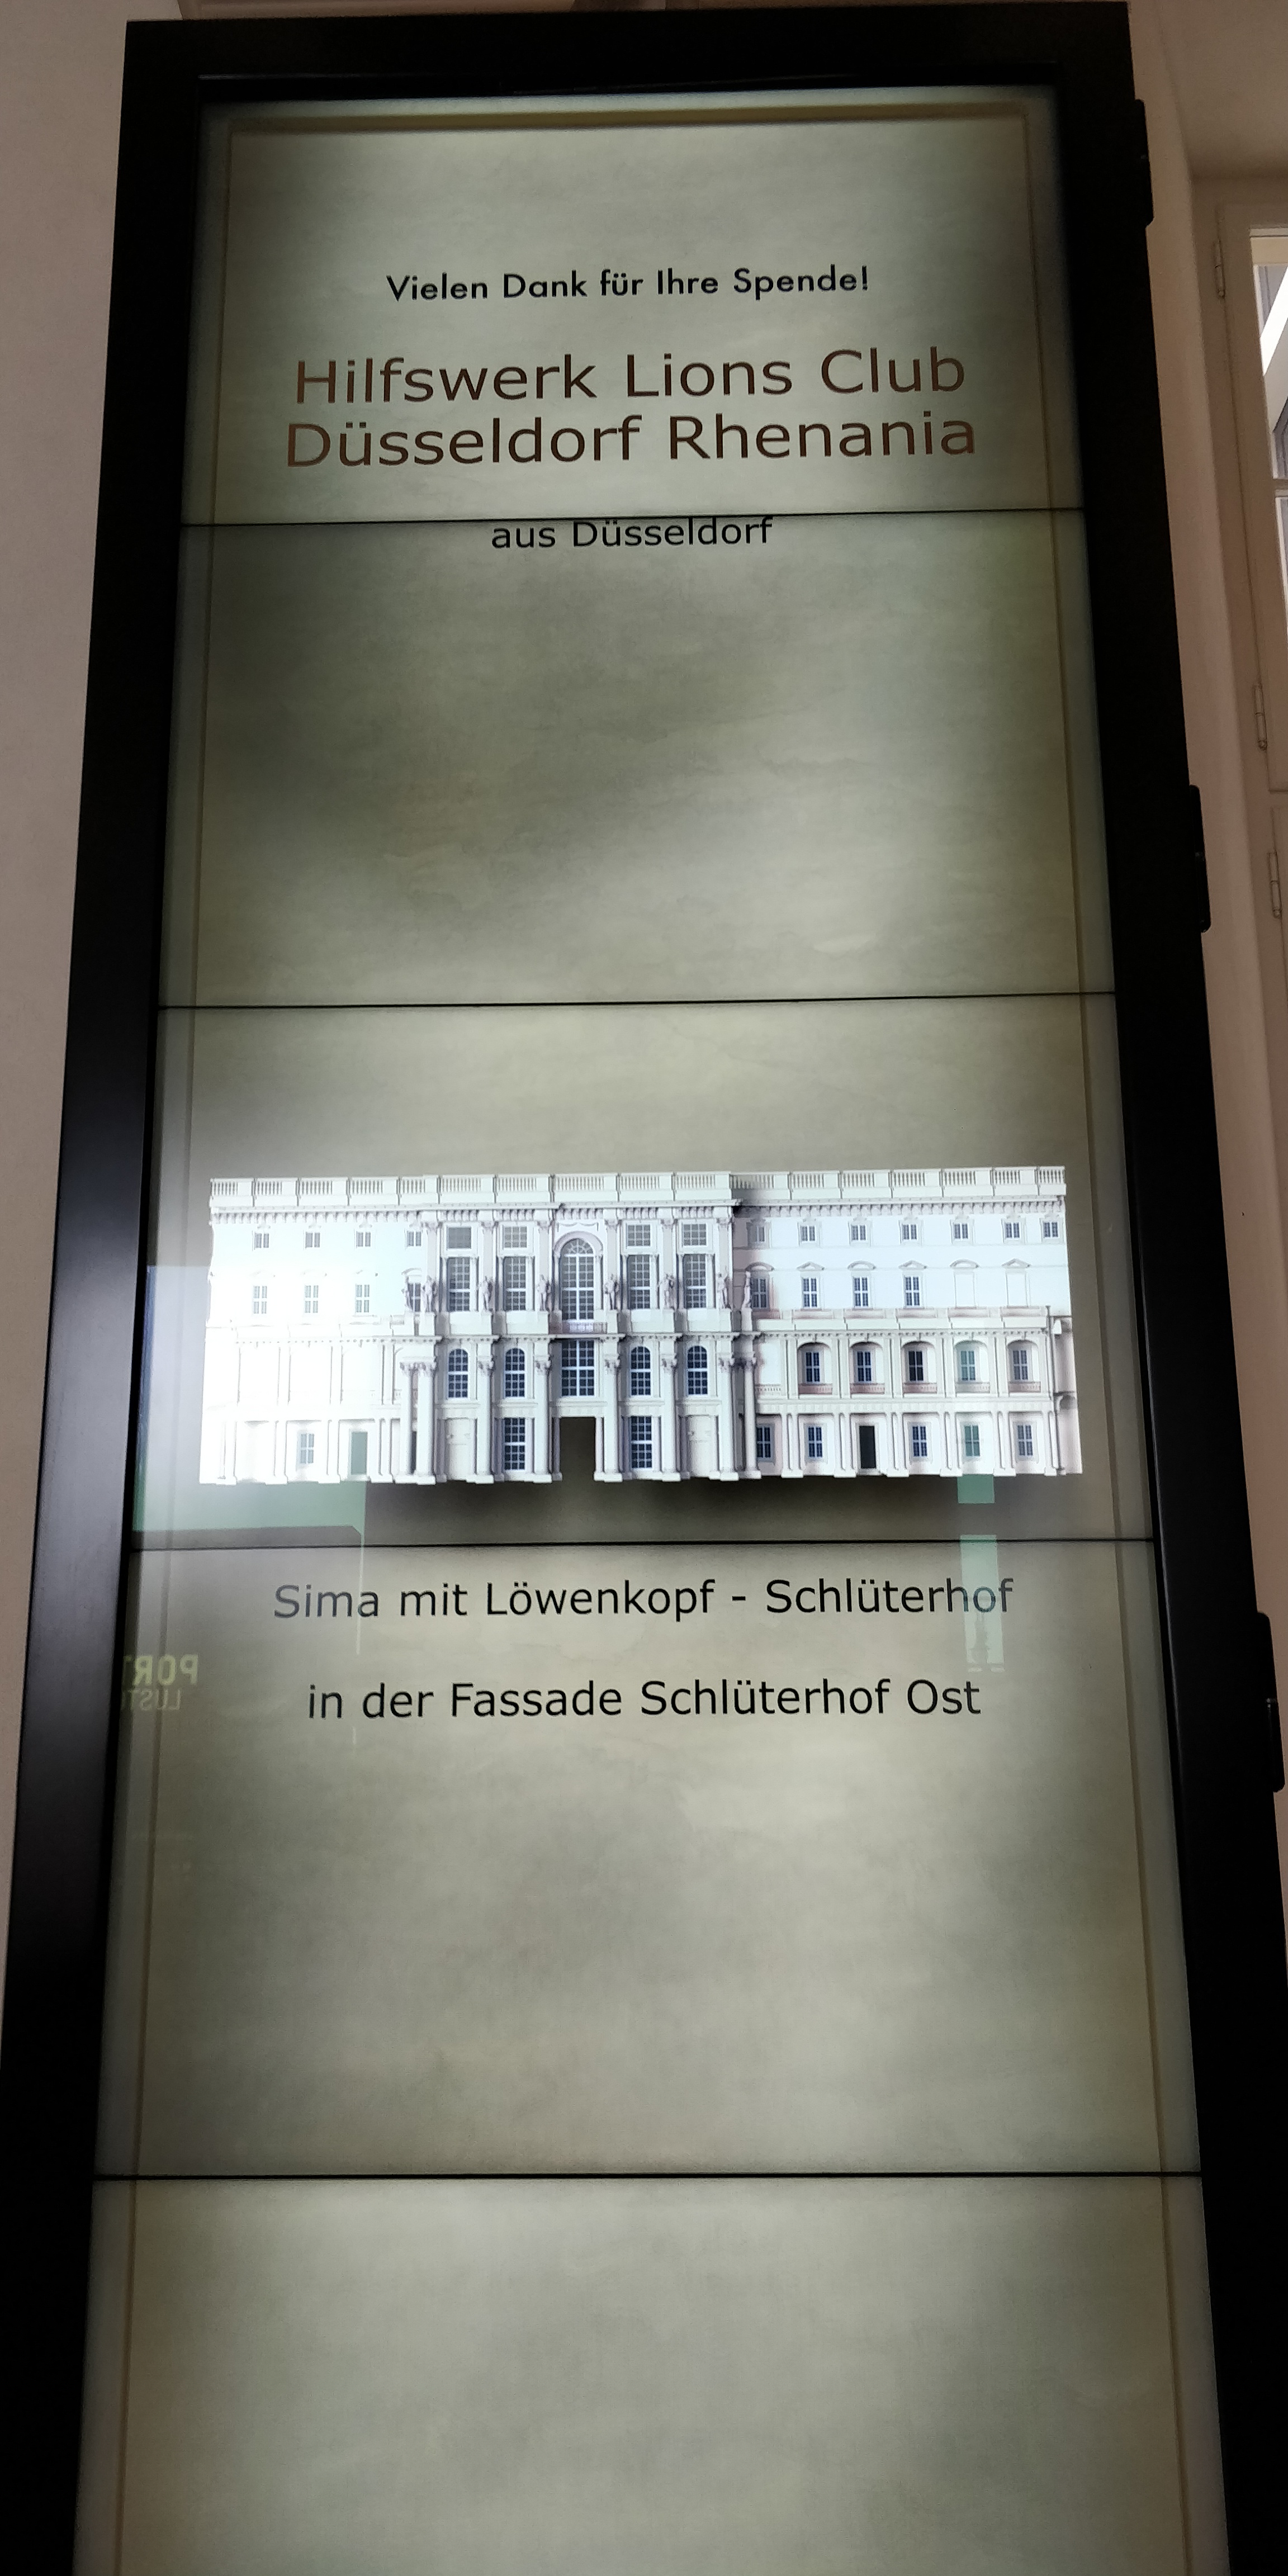 Vielen Dank für Ihre Spende!
Hilfswerk Lions Club
Düsseldorf Rhenania
aus Düsseldorf
Sima mit Löwenkopf - Schlüterhof
in der Fassade Schlüterhof Ost